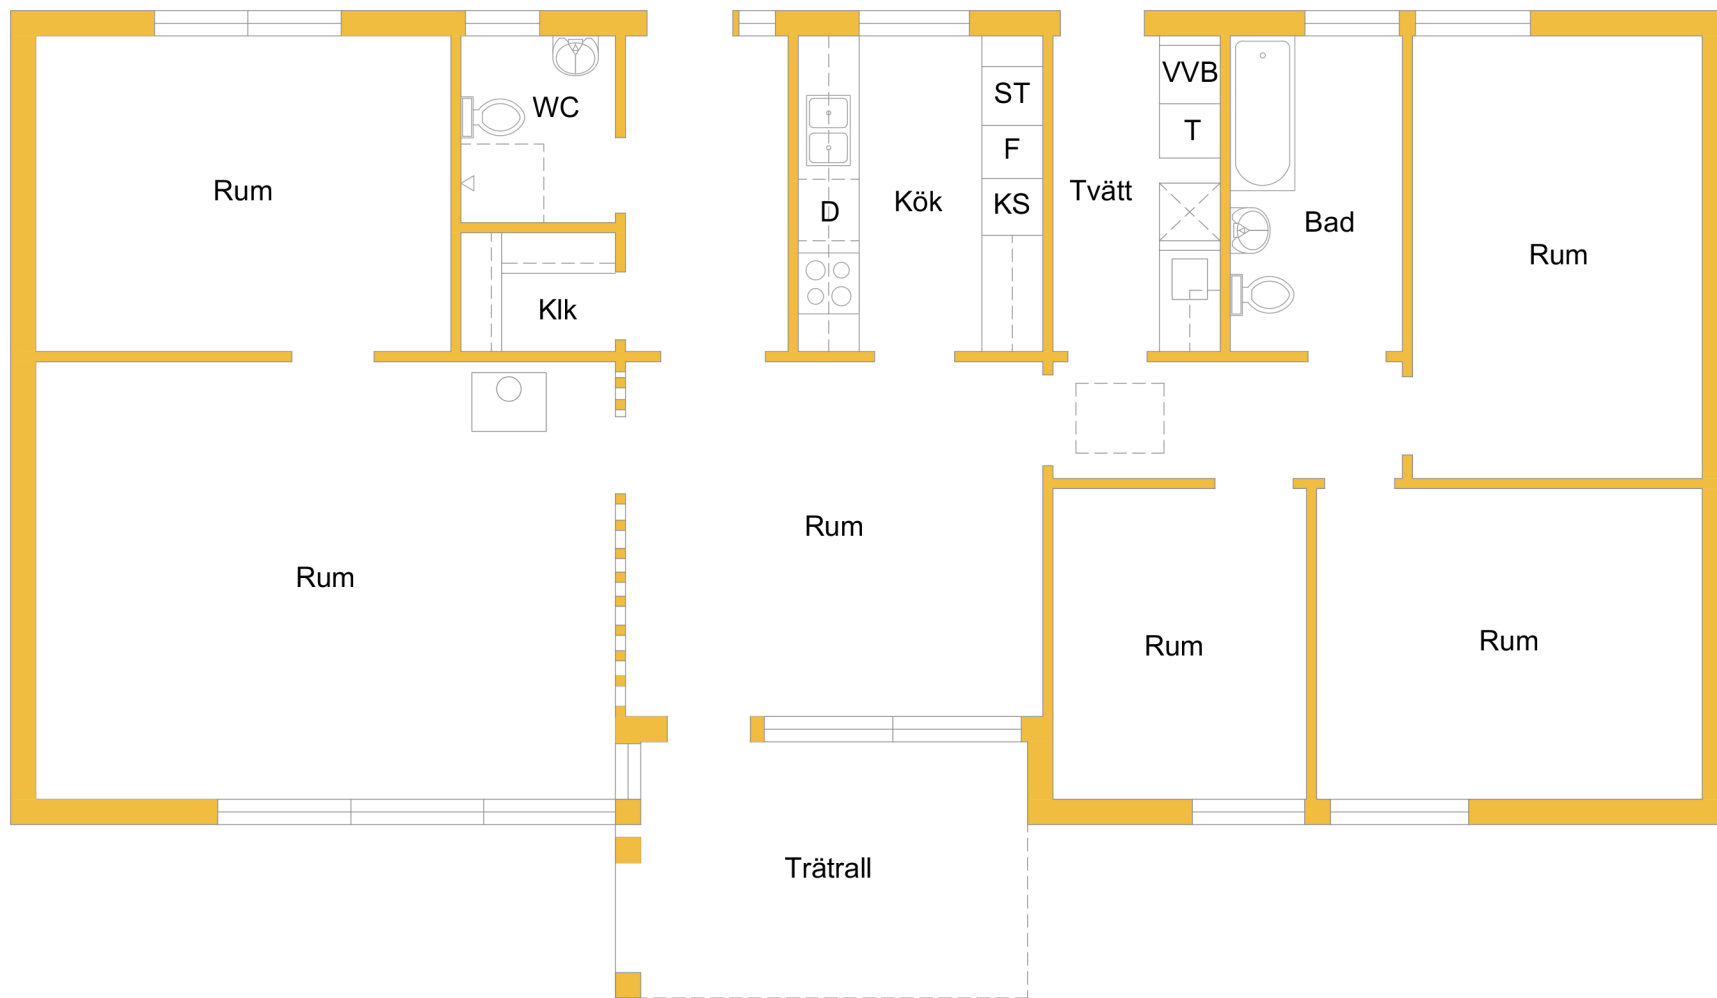 VVB
ST
WC
T
F
Rum
Tvätt
Kök
KS
D
Bad
Rum
Klk
Rum
Rum
Rum
Rum
Trätrall